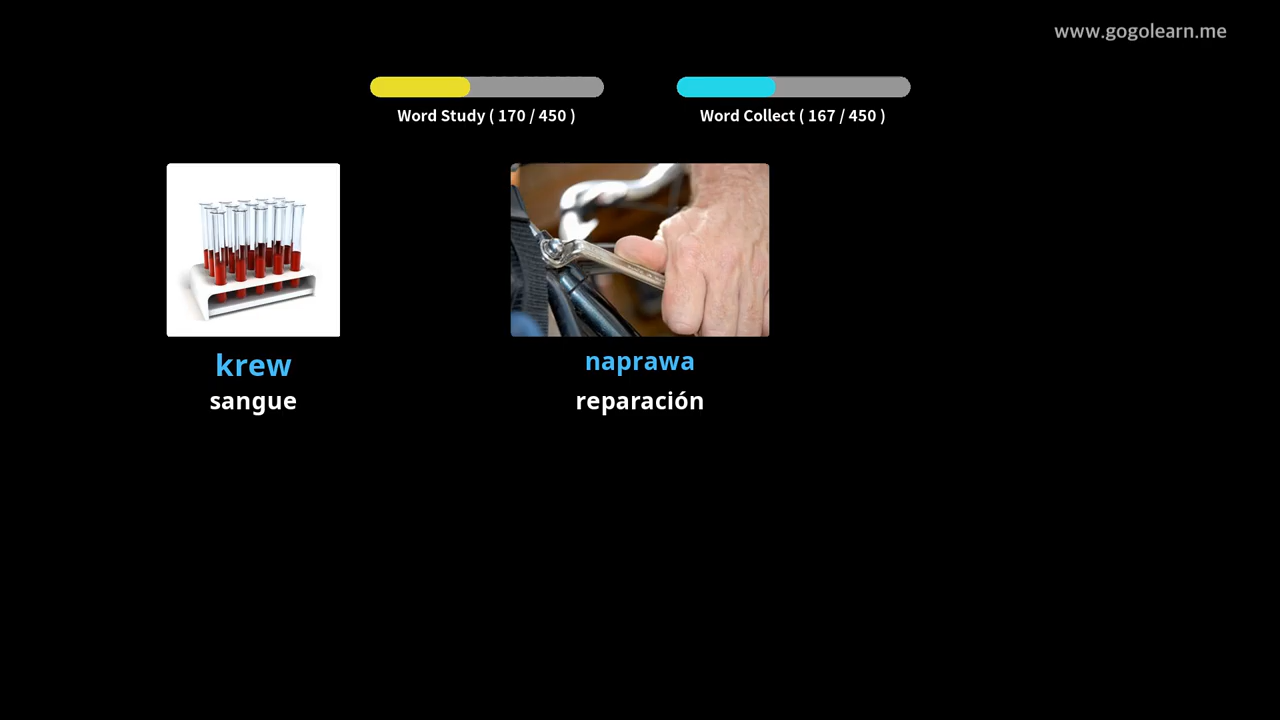 www.gogolearn.me
Word Study ( 170 / 450 )
Word Collect ( 167 / 450 )
krew
sangue
naprawa
reparación